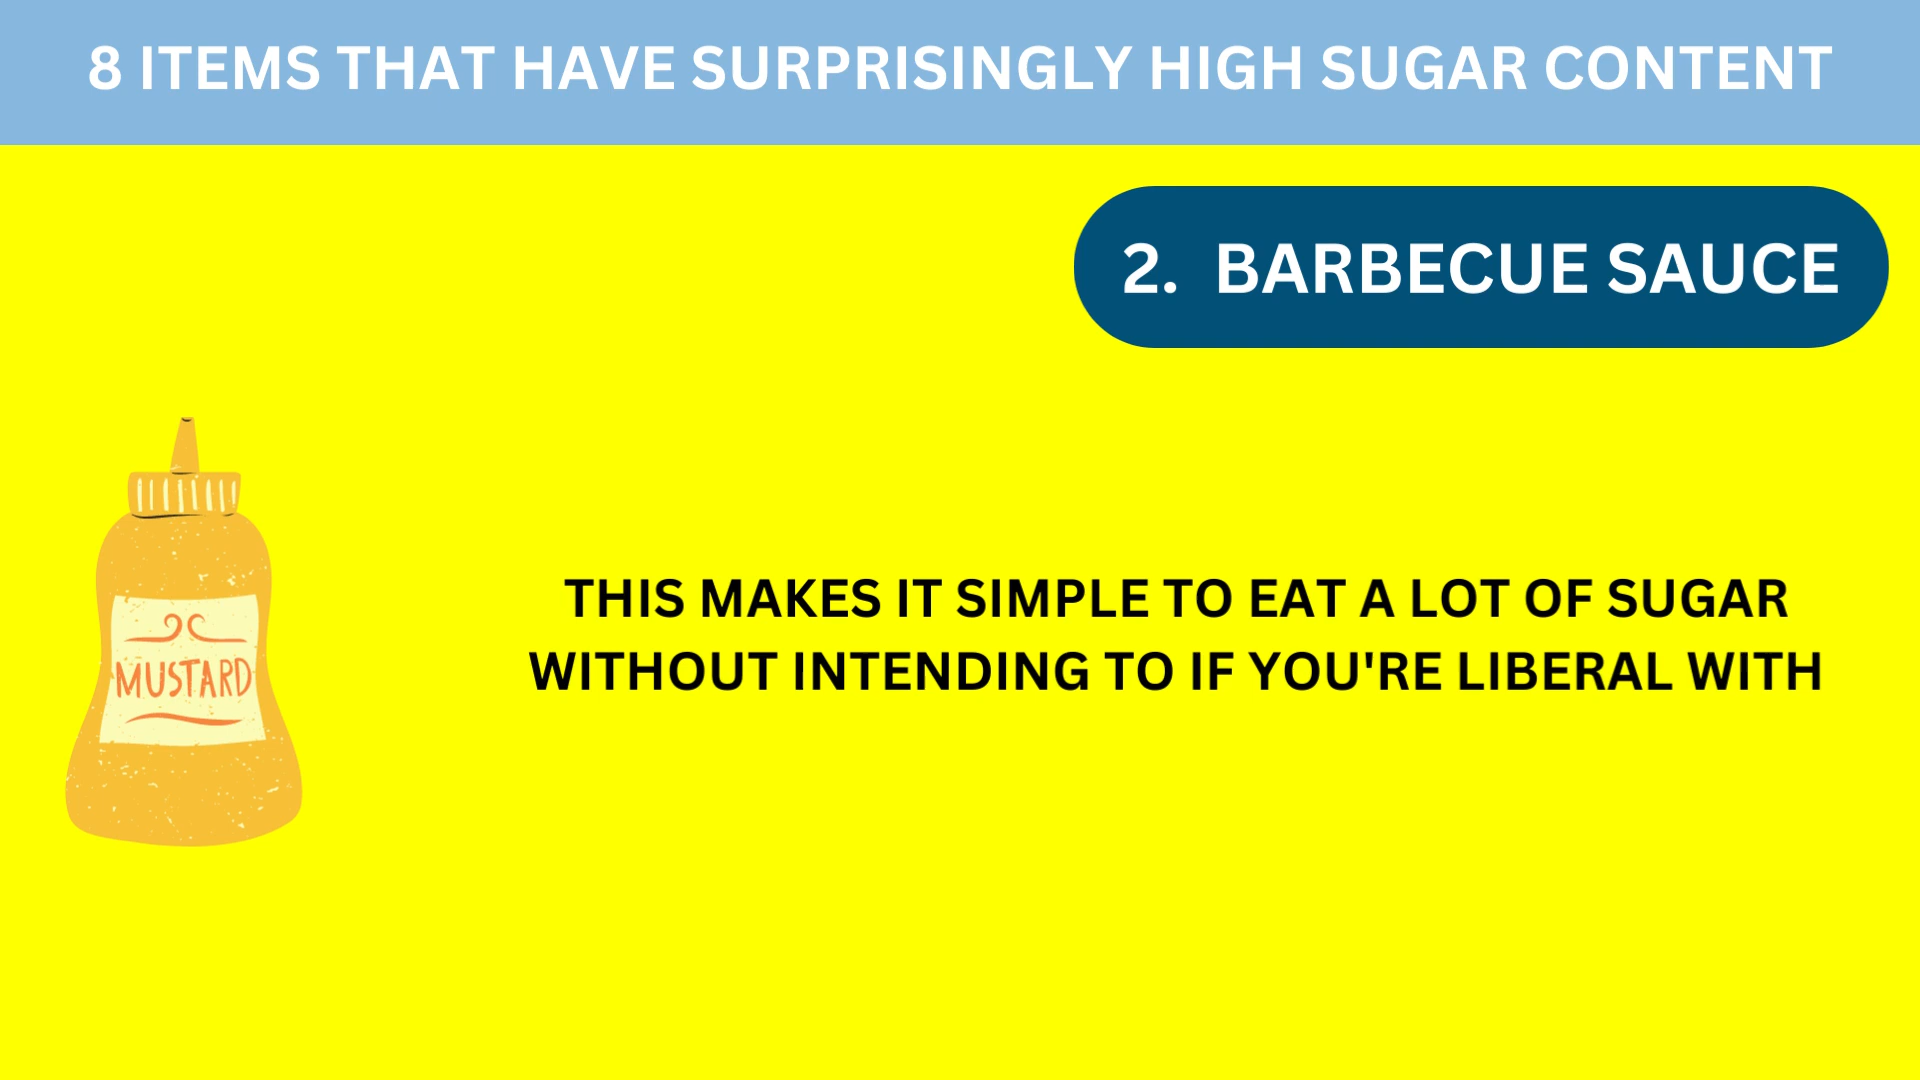 8 ITEMS THAT HAVE SURPRISINGLY HIGH SUGAR CONTENT
2. BARBECUE SAUCE
MUSTARD
THIS MAKES IT SIMPLE TO EAT A LOT OF SUGAR
WITHOUT INTENDING TO IF YOU'RE LIBERAL WITH